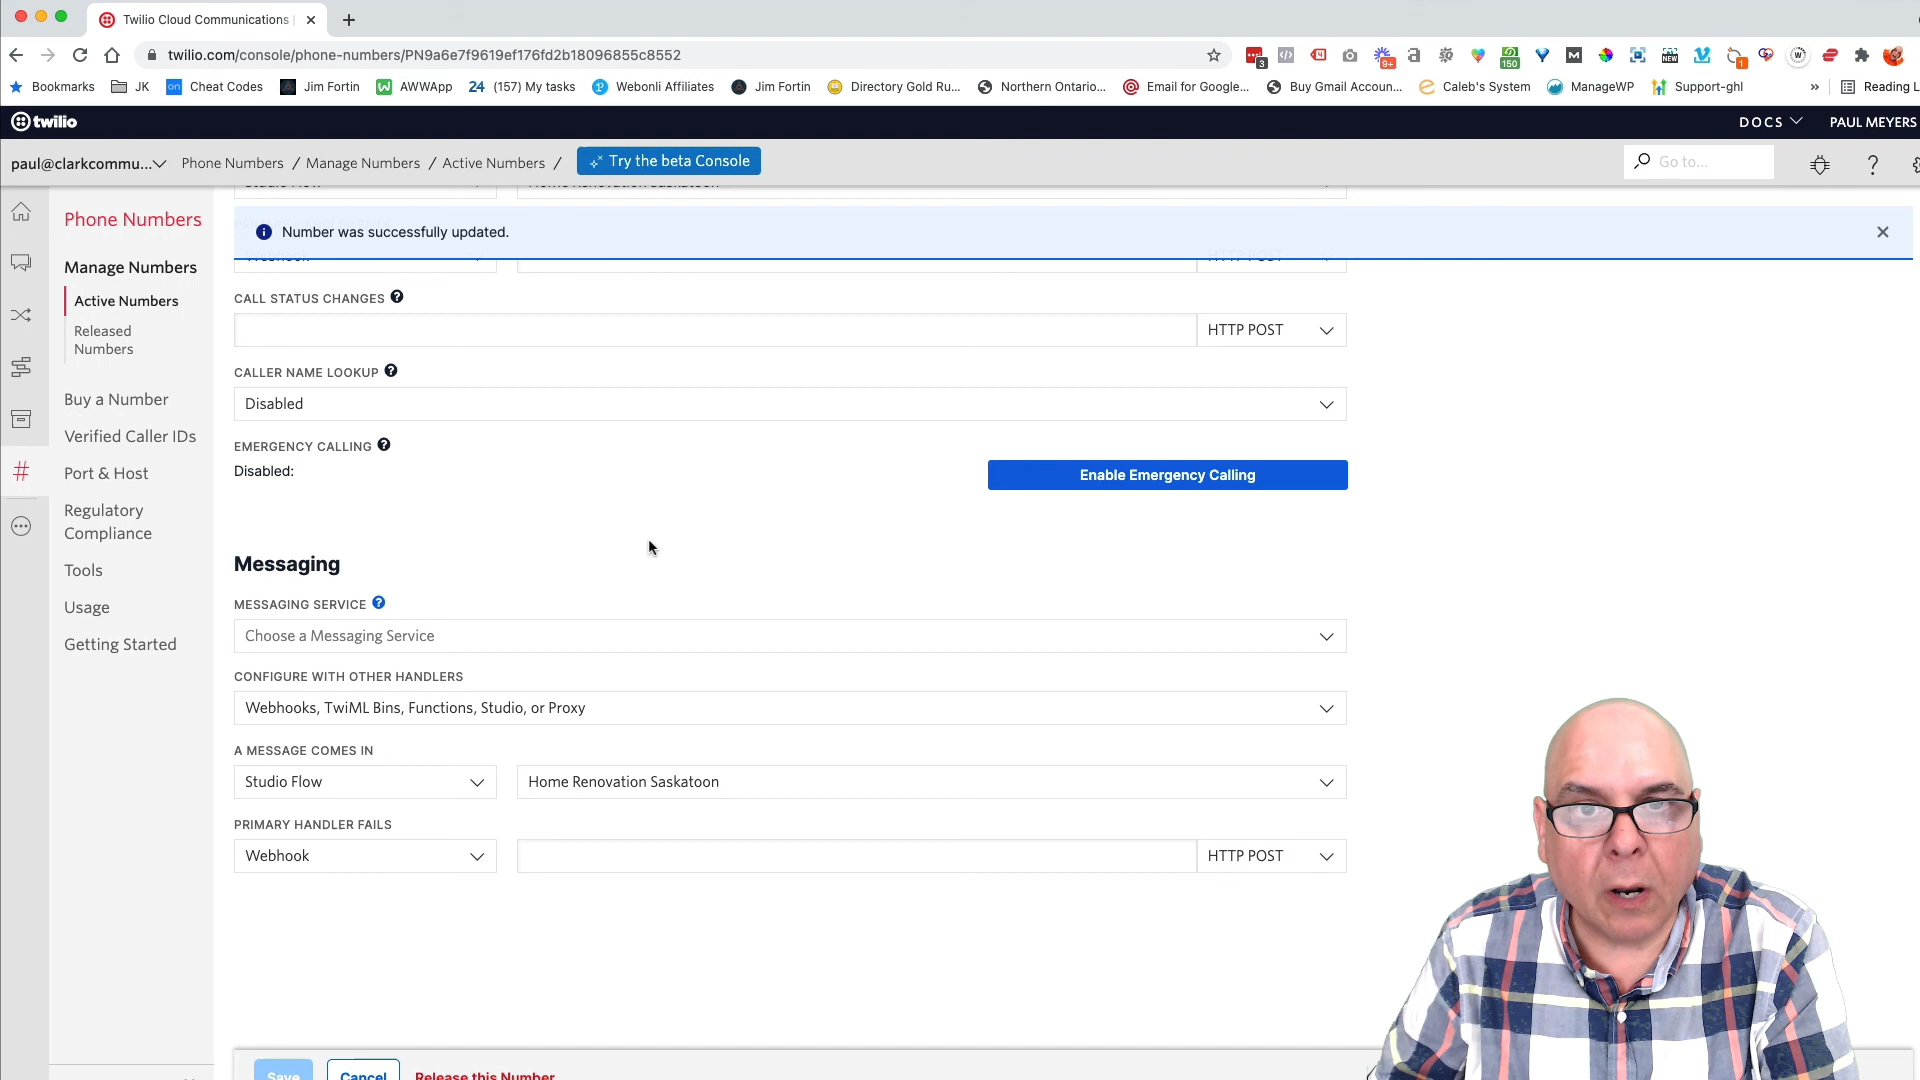 Twilio Cloud Communications |
twilio.com/console/phone-numbers/PN9a6e7f9619ef176fd2b18096855c8552
3
9+
150
NEW
1
Bookmarks JK on Cheat Codes Jim Fortin AWWApp 24 (157) My tasks Webonli Affiliates Jim Fortin Directory Gold Ru... Northern Ontario... Email for Google... Buy Gmail Accoun... Caleb's System ManageWP Support-ghl » Reading L
twilio
DOCS PAUL MEYERS
paul@clarkcommu... Phone Numbers / Manage Numbers / Active Numbers / Try the beta Console Go to...
Studio Flow Home Renovation Saskatoon
Phone Numbers
Number was successfully updated.
Webhook HTTP POST
Manage Numbers
Active Numbers
Released Numbers
Buy a Number
Verified Caller IDs
Port & Host
Regulatory Compliance
Tools
Usage
Getting Started
CALL STATUS CHANGES
HTTP POST
CALLER NAME LOOKUP
Disabled
EMERGENCY CALLING
Disabled:
Enable Emergency Calling
Messaging
MESSAGING SERVICE
Choose a Messaging Service
CONFIGURE WITH OTHER HANDLERS
Webhooks, TwiML Bins, Functions, Studio, or Proxy
A MESSAGE COMES IN
Studio Flow Home Renovation Saskatoon
PRIMARY HANDLER FAILS
Webhook HTTP POST
Save Cancel Release this Number